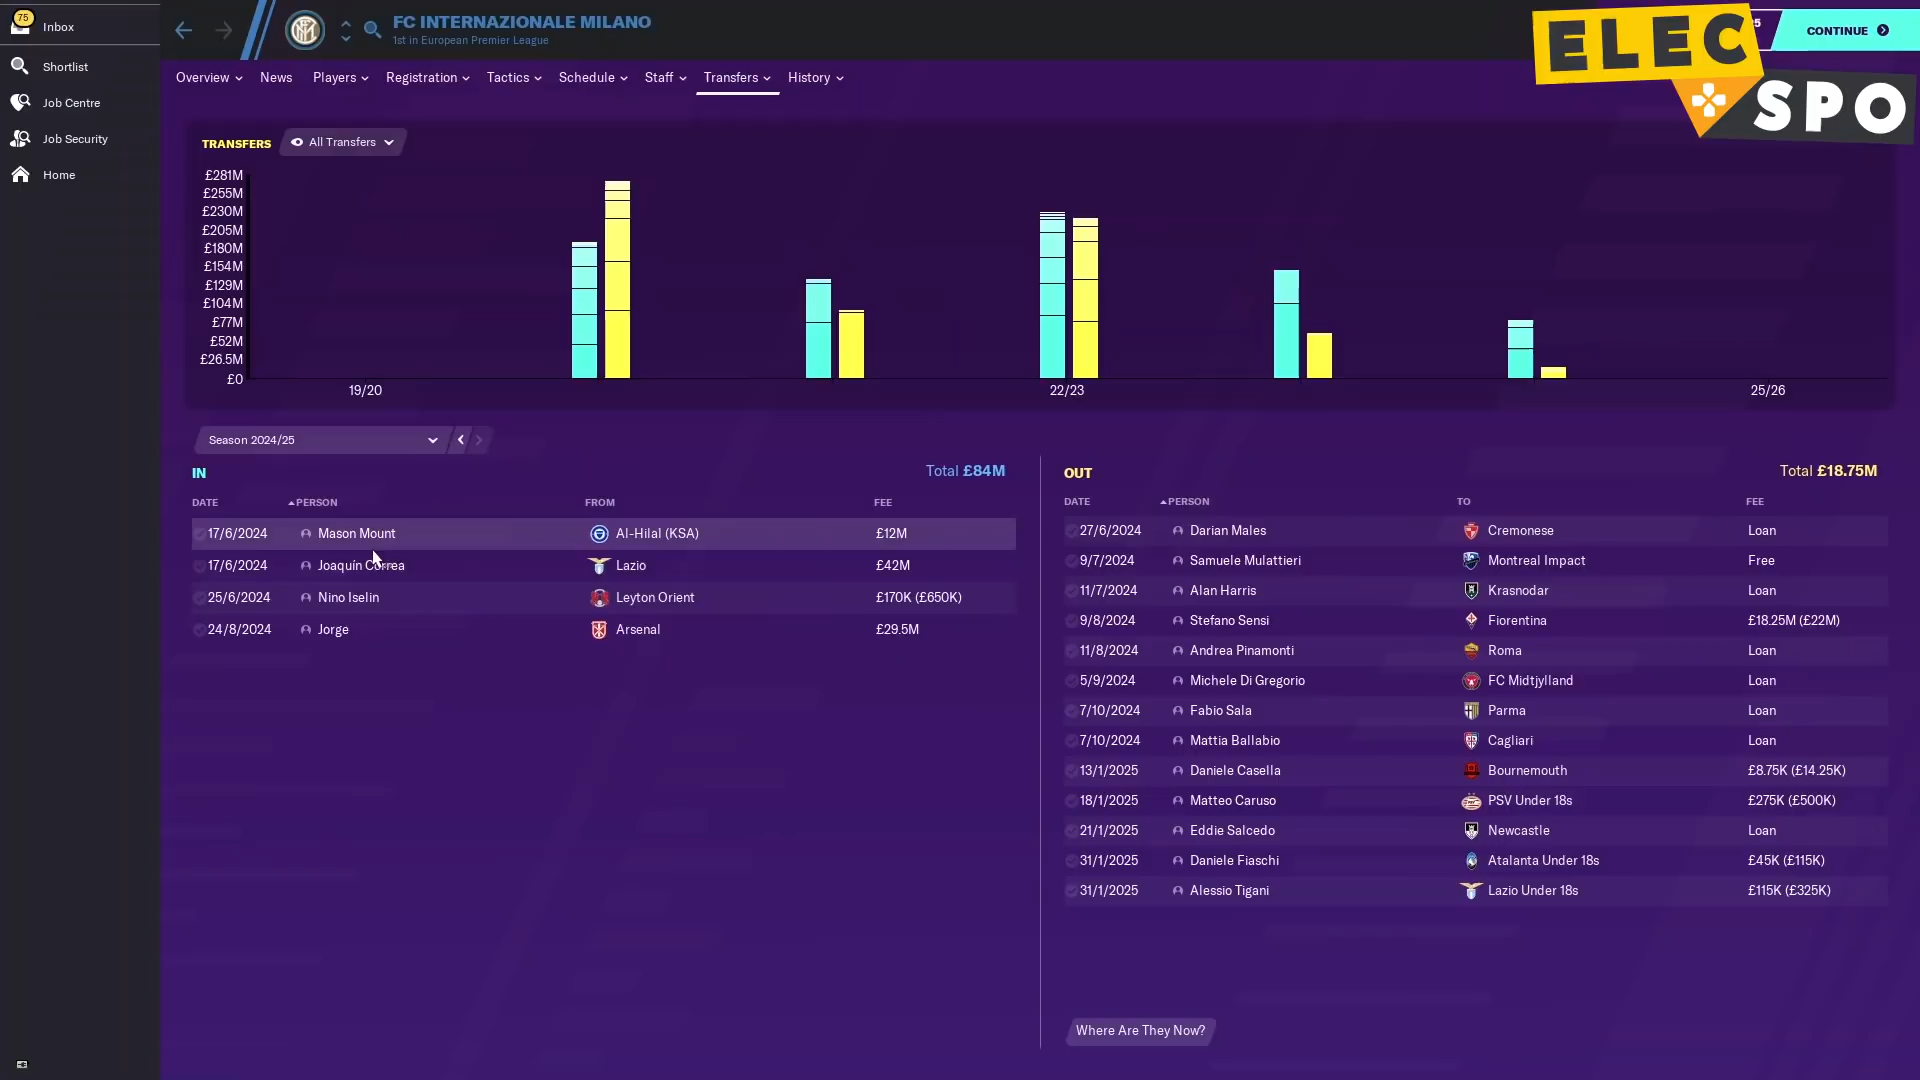 75
Inbox
Shortlist
Job Centre
Job Security
Home
FC INTERNAZIONALE MILANO
1st in European Premier League
CONTINUE
ELEC
SPO
Overview News Players Registration Tactics Schedule Staff Transfers History
TRANSFERS All Transfers
£281M
£255M
£230M
£205M
£180M
£154M
£129M
£104M
£77M
£52M
£26.5M
£0
19/20 22/23 25/26
Season 2024/25
IN Total £84M
DATE PERSON FROM FEE
17/6/2024 Mason Mount Al-Hilal (KSA) £12M
17/6/2024 Joaquín Correa Lazio £42M
25/6/2024 Nino Iselin Leyton Orient £170K (£650K)
24/8/2024 Jorge Arsenal £29.5M
OUT Total £18.75M
DATE PERSON TO FEE
27/6/2024 Darian Males Cremonese Loan
9/7/2024 Samuele Mulattieri Montreal Impact Free
11/7/2024 Alan Harris Krasnodar Loan
9/8/2024 Stefano Sensi Fiorentina £18.25M (£22M)
11/8/2024 Andrea Pinamonti Roma Loan
5/9/2024 Michele Di Gregorio FC Midtjylland Loan
7/10/2024 Fabio Sala Parma Loan
7/10/2024 Mattia Ballabio Cagliari Loan
13/1/2025 Daniele Casella Bournemouth £8.75K (£14.25K)
18/1/2025 Matteo Caruso PSV Under 18s £275K (£500K)
21/1/2025 Eddie Salcedo Newcastle Loan
31/1/2025 Daniele Fiaschi Atalanta Under 18s £45K (£115K)
31/1/2025 Alessio Tigani Lazio Under 18s £115K (£325K)
Where Are They Now?